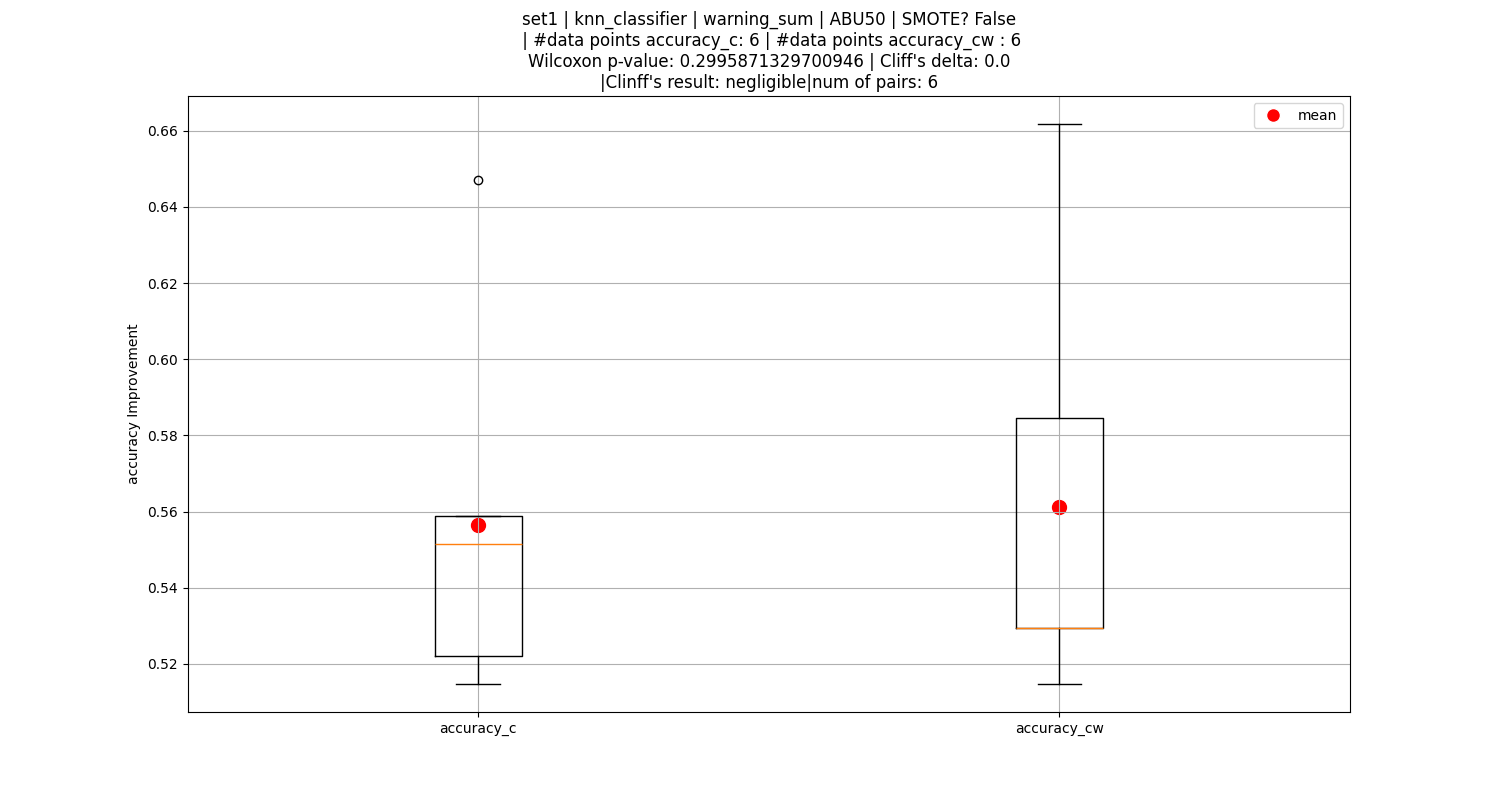 set1 | knn_classifier | warning_sum | ABU50 | SMOTE? False
| #data points accuracy_c: 6 | #data points accuracy_cw : 6
Wilcoxon p-value: 0.2995871329700946 | Cliff's delta: 0.0
|Clinff's result: negligible|num of pairs: 6
mean
0.66
0.64
0.62
0.60
0.58
0.56
0.54
0.52
accuracy Improvement
accuracy_c
accuracy_cw